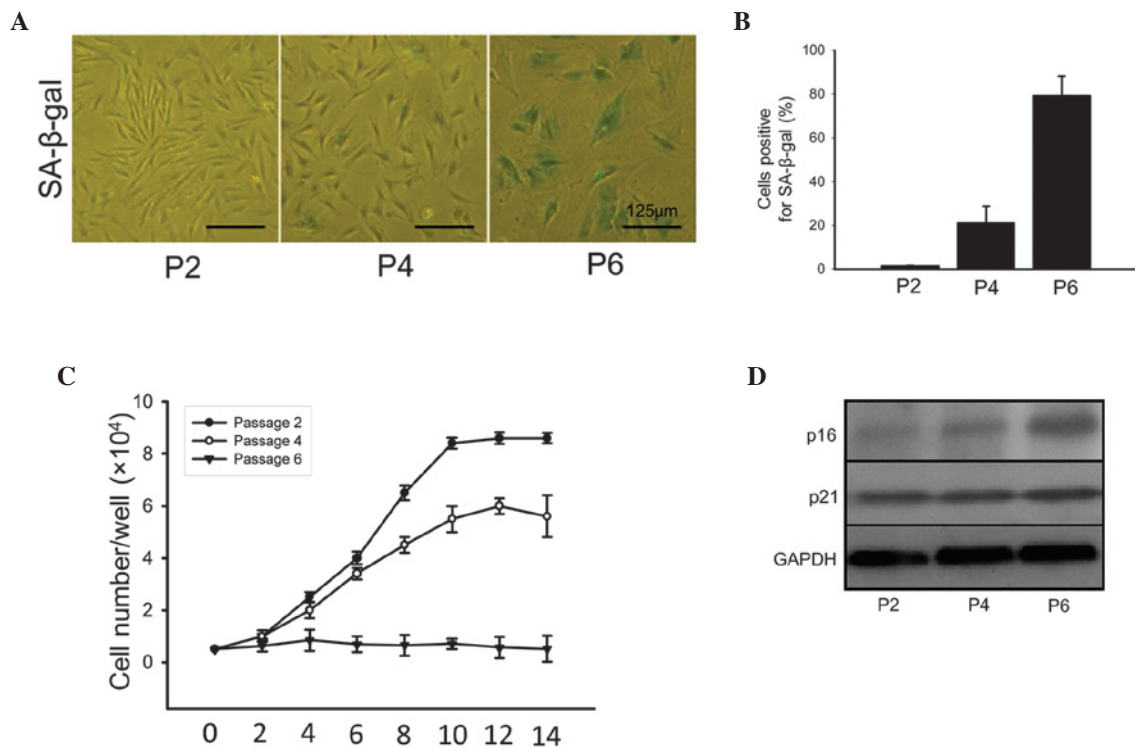 A
SA-β-gal
125µm
P2 P4 P6
B
Cells positive
for SA-β-gal (%)
100
80
60
40
20
0
P2 P4 P6
C
Cell number/well (×10⁴)
10
8
6
4
2
0
Passage 2
Passage 4
Passage 6
0 2 4 6 8 10 12 14
D
p16
p21
GAPDH
P2 P4 P6